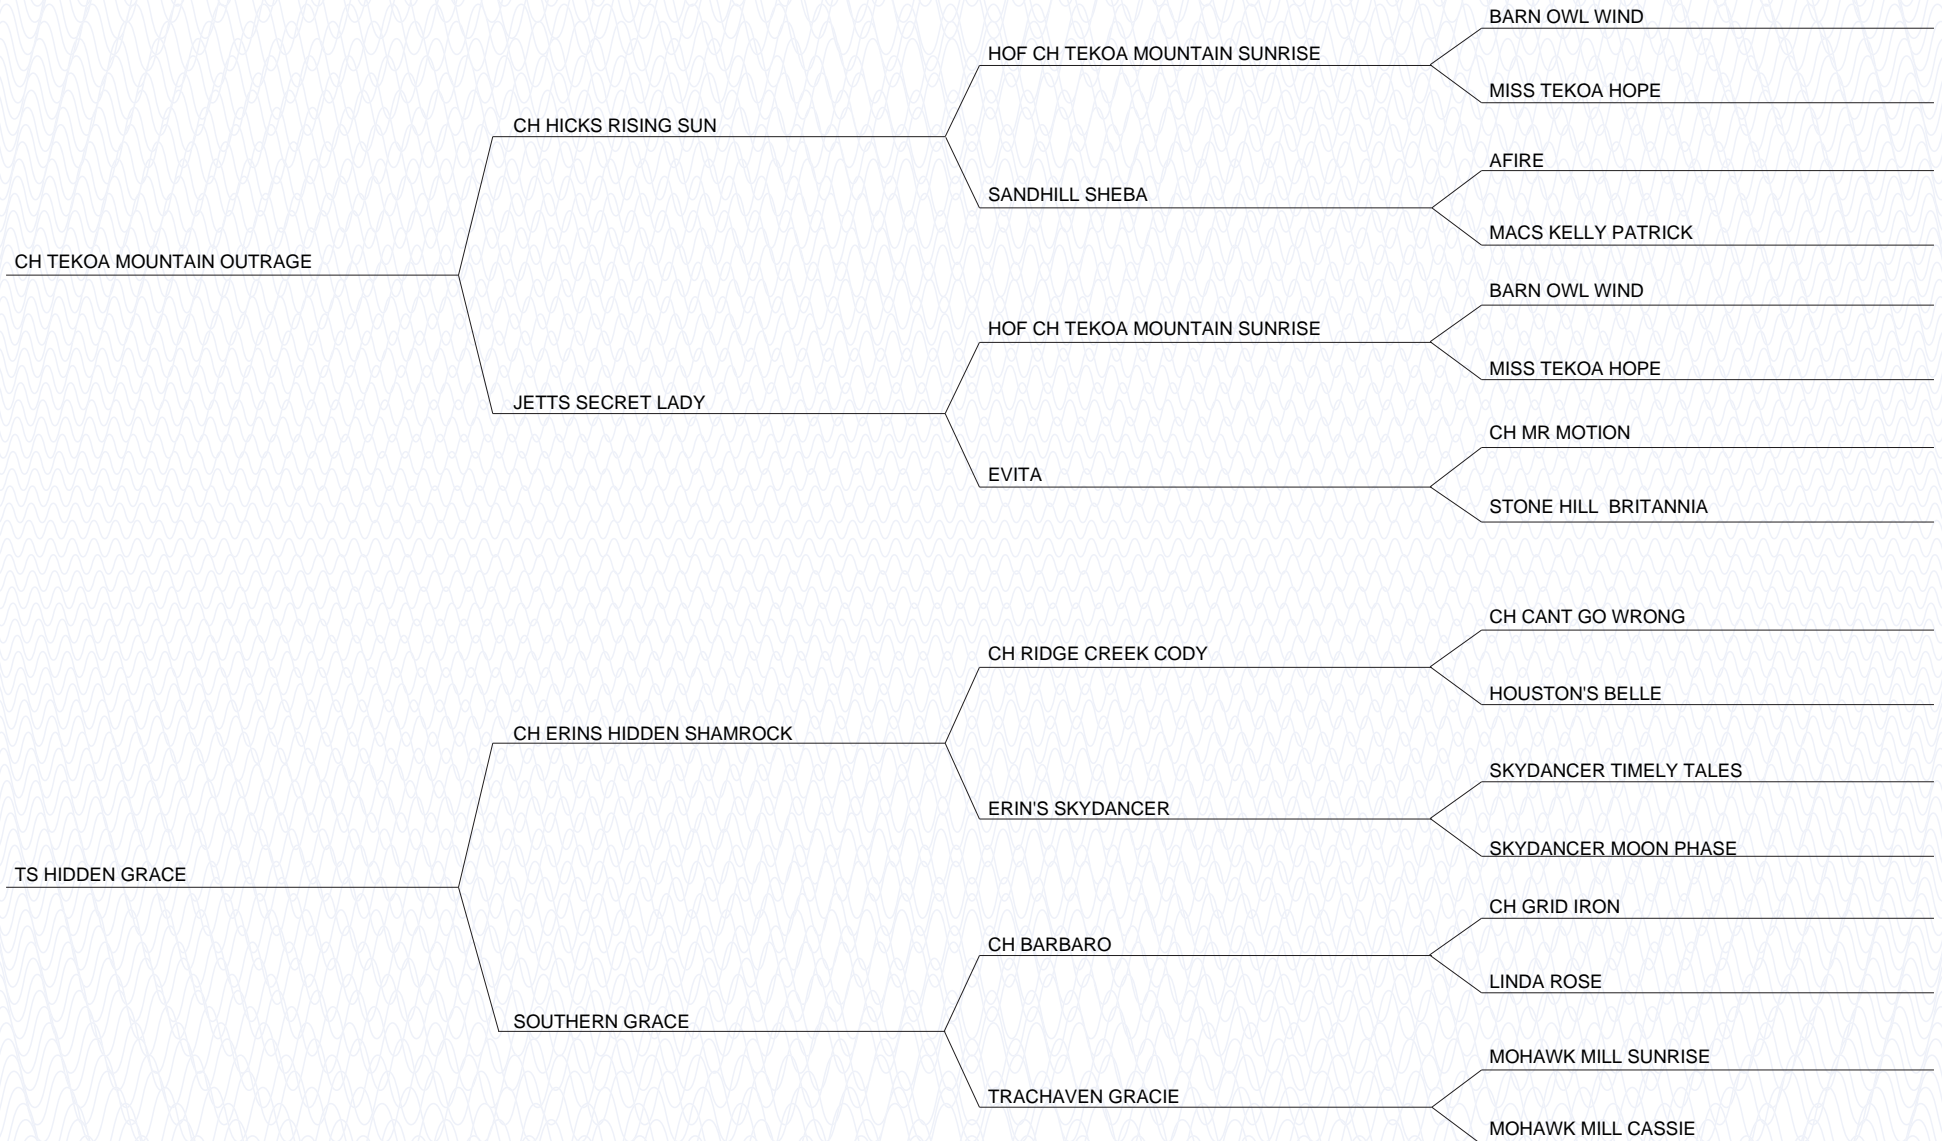 BARN OWL WIND
HOF CH TEKOA MOUNTAIN SUNRISE
MISS TEKOA HOPE
CH HICKS RISING SUN
AFIRE
SANDHILL SHEBA
MACS KELLY PATRICK
CH TEKOA MOUNTAIN OUTRAGE
BARN OWL WIND
HOF CH TEKOA MOUNTAIN SUNRISE
MISS TEKOA HOPE
JETTS SECRET LADY
CH MR MOTION
EVITA
STONE HILL  BRITANNIA
CH CANT GO WRONG
CH RIDGE CREEK CODY
HOUSTON'S BELLE
CH ERINS HIDDEN SHAMROCK
SKYDANCER TIMELY TALES
ERIN'S SKYDANCER
SKYDANCER MOON PHASE
TS HIDDEN GRACE
CH GRID IRON
CH BARBARO
LINDA ROSE
SOUTHERN GRACE
MOHAWK MILL SUNRISE
TRACHAVEN GRACIE
MOHAWK MILL CASSIE